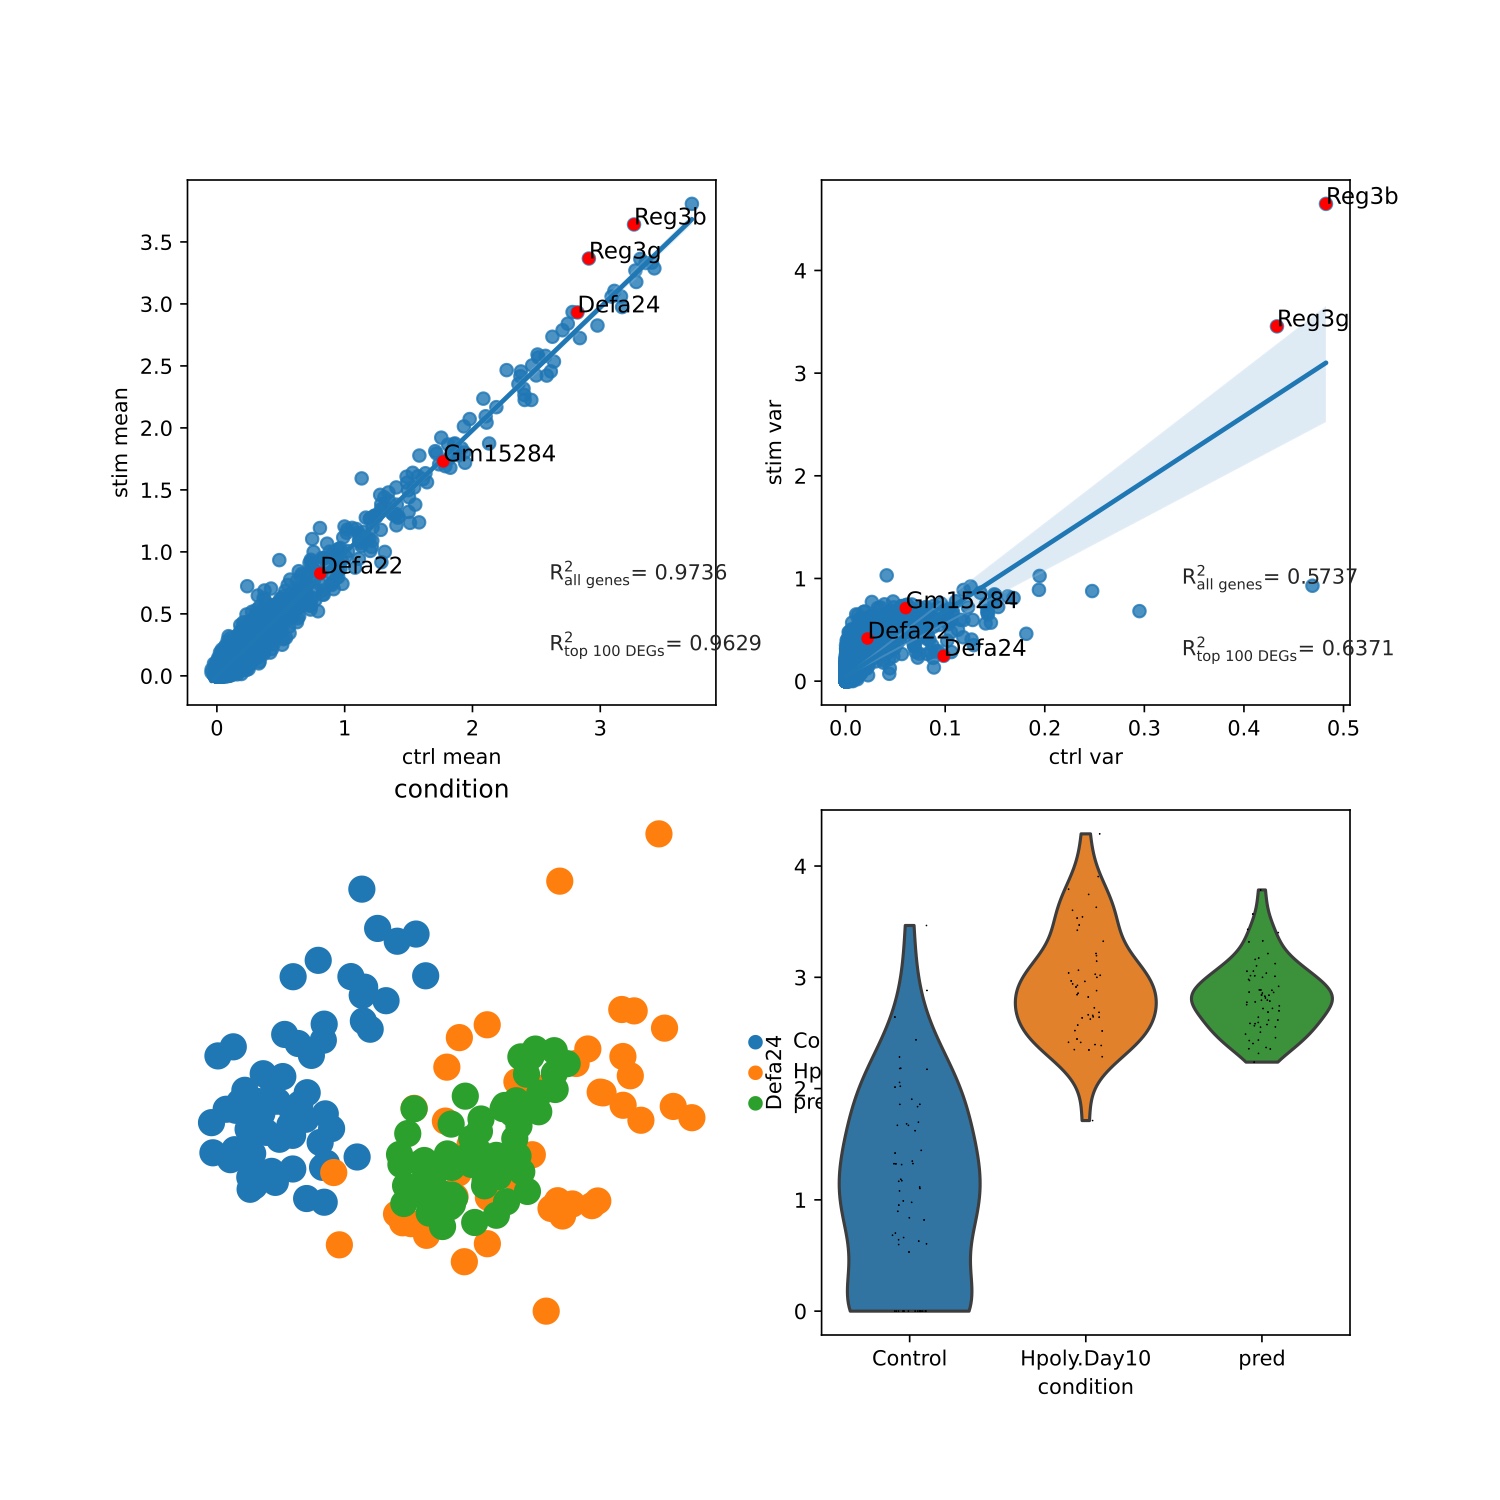 Reg3b
Reg3g
Defa24
Gm15284
Defa22
R2all genes= 0.9736
R2top 100 DEGs= 0.9629
3.5
3.0
2.5
2.0
1.5
1.0
0.5
0.0
stim mean
0 1 2 3
ctrl mean
Reg3b
Reg3g
Gm15284
Defa22
Defa24
R2all genes= 0.5737
R2top 100 DEGs= 0.6371
4
3
2
1
0
stim var
0.0 0.1 0.2 0.3 0.4 0.5
ctrl var
condition
Co
Hp
pre
Defa24
4
3
2
1
0
Control Hpoly.Day10 pred
condition